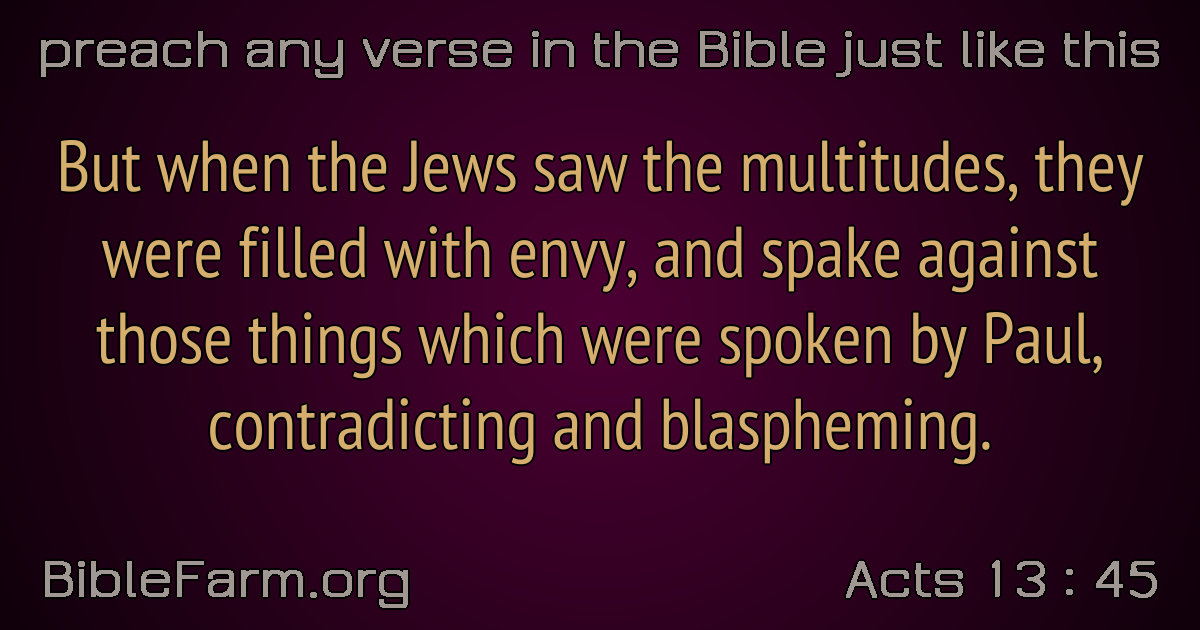 preach any verse in the Bible just like this
But when the Jews saw the multitudes, they
were filled with envy, and spake against
those things which were spoken by Paul,
contradicting and blaspheming.
BibleFarm.org
Acts 13 : 45